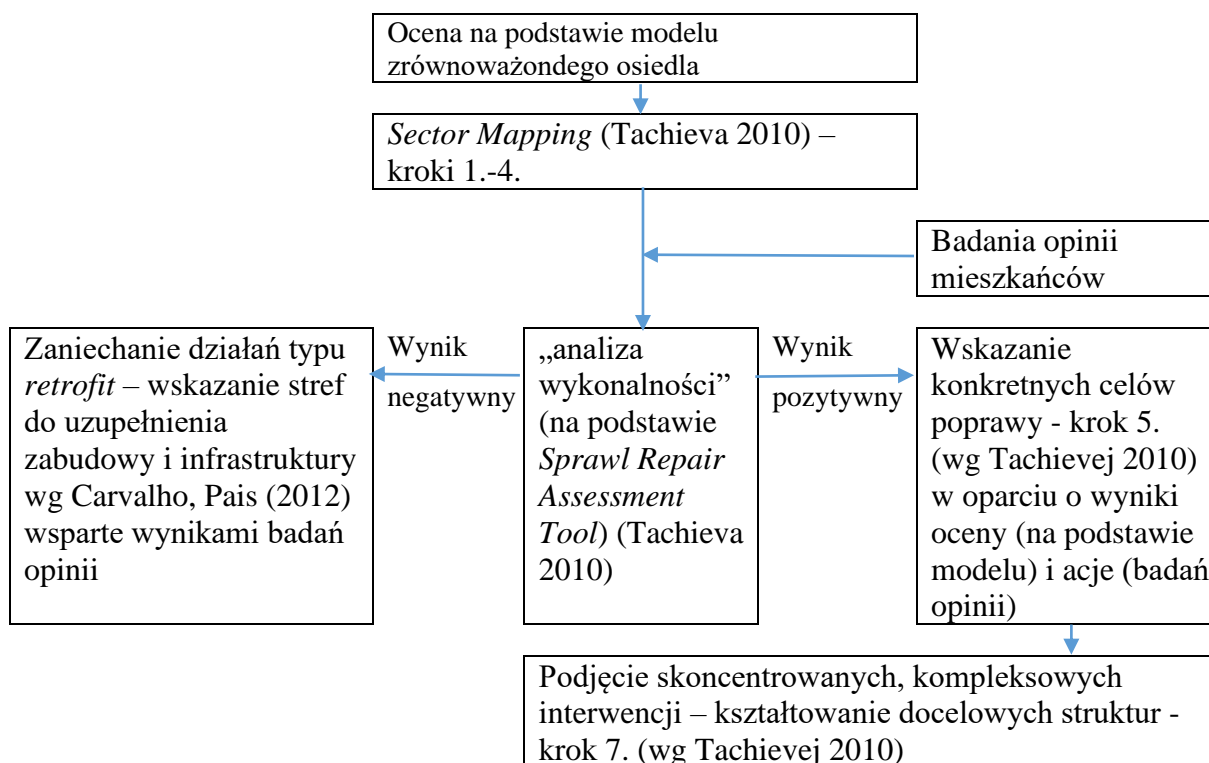 Ocena na podstawie modelu
zrównoważondego osiedla
Sector Mapping (Tachieva 2010) –
kroki 1.-4.
Badania opinii
mieszkańców
Zaniechanie działań typu
retrofit – wskazanie stref
do uzupełnienia
zabudowy i infrastruktury
wg Carvalho, Pais (2012)
wsparte wynikami badań
opinii
Wynik
negatywny
„analiza
wykonalności”
(na podstawie
Sprawl Repair
Assessment
Tool) (Tachieva
2010)
Wynik
pozytywny
Wskazanie
konkretnych celów
poprawy - krok 5.
(wg Tachievej 2010)
w oparciu o wyniki
oceny (na podstawie
modelu) i acje (badań
opinii)
Podjęcie skoncentrowanych, kompleksowych
interwencji – kształtowanie docelowych struktur -
krok 7. (wg Tachievej 2010)